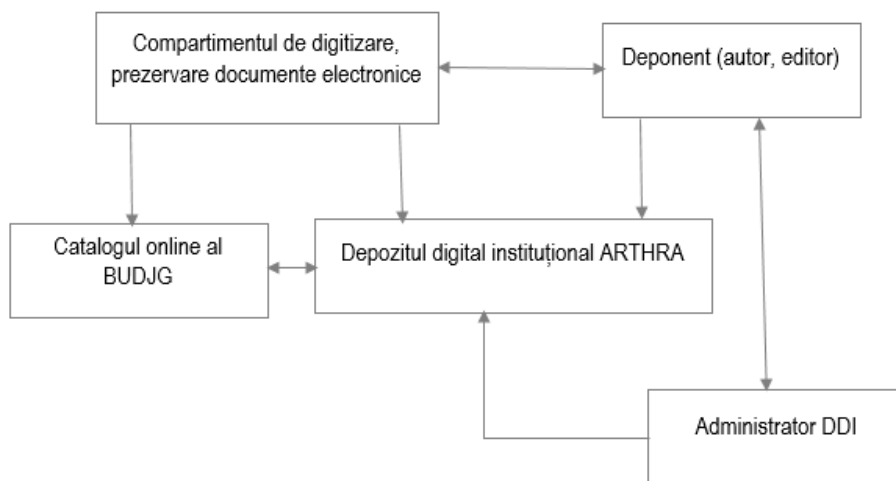 Compartimentul de digitizare,
prezervare documente electronice
Deponent (autor, editor)
Catalogul online al
BUDJG
Depozitul digital instituțional ARTHRA
Administrator DDI